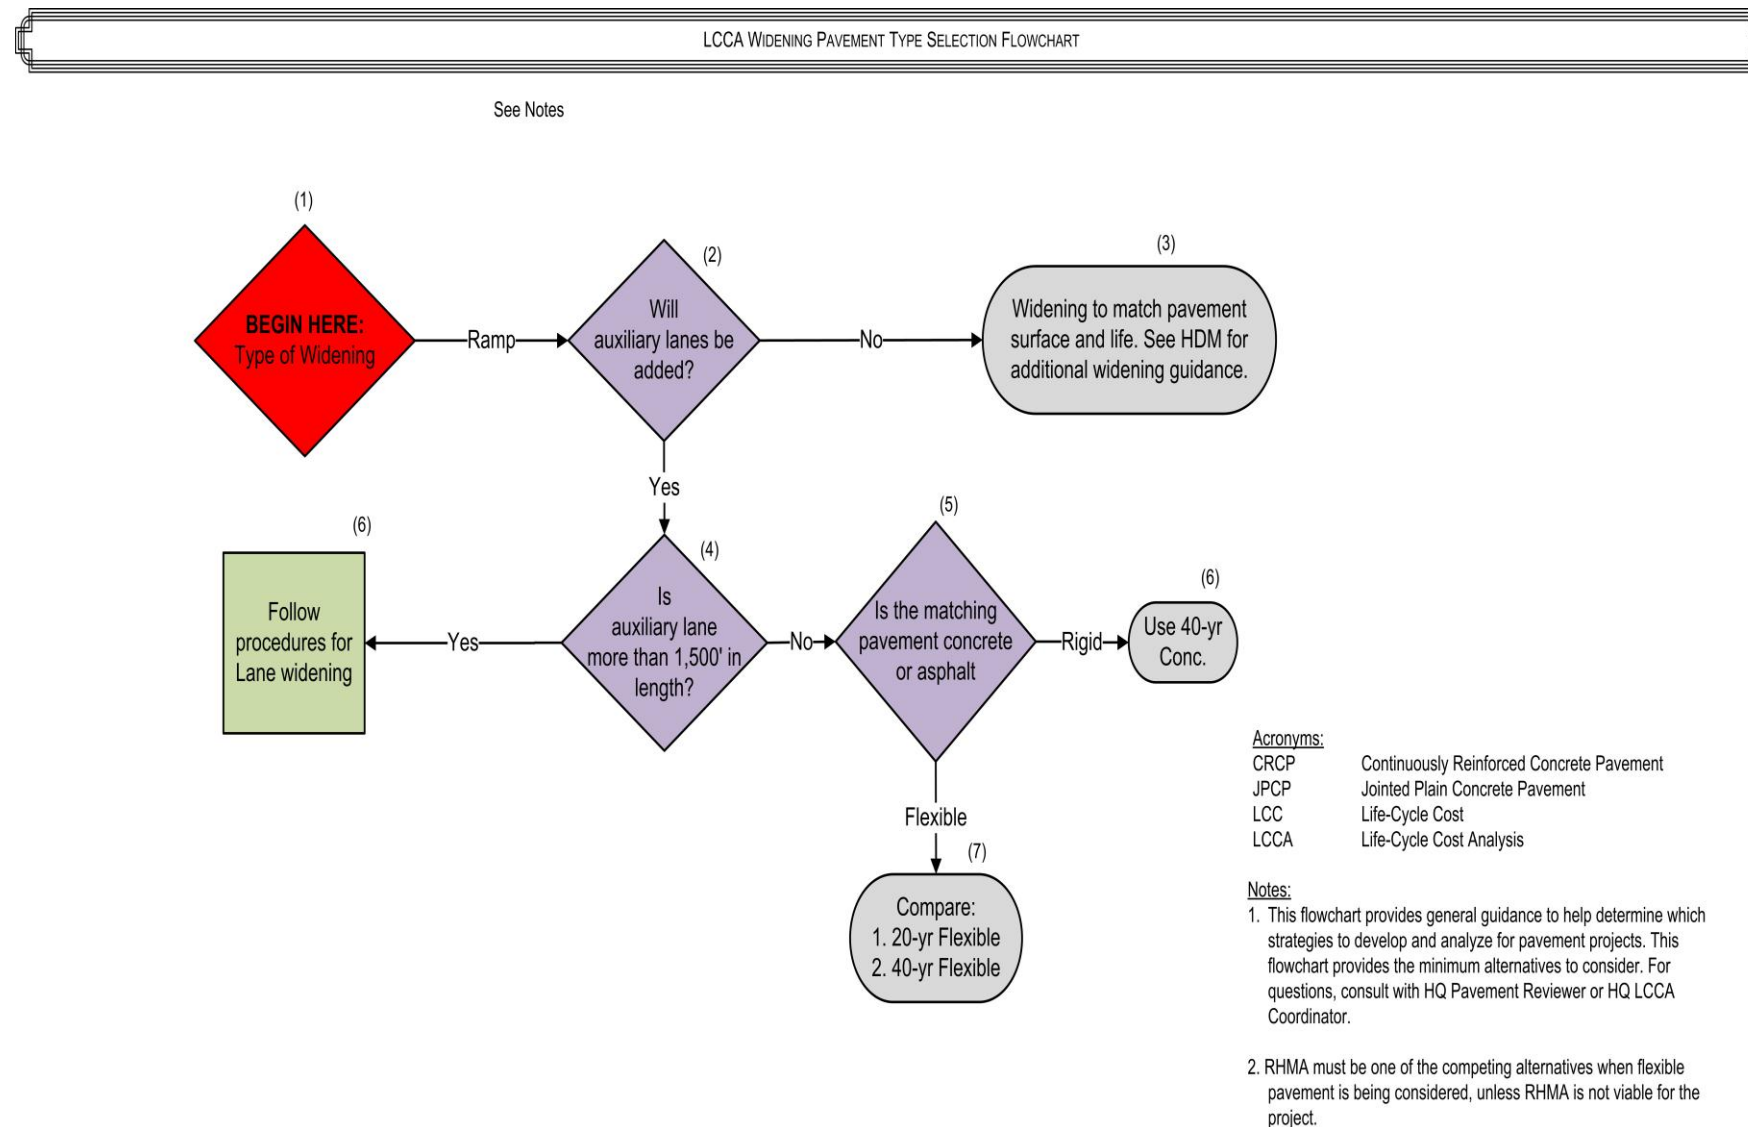 LCCA WIDENING PAVEMENT TYPE SELECTION FLOWCHART
See Notes
(1)
BEGIN HERE:
Type of Widening
Ramp
(2)
Will
auxiliary lanes be
added?
No
(3)
Widening to match pavement
surface and life. See HDM for
additional widening guidance.
Yes
(4)
Is
auxiliary lane
more than 1,500' in
length?
Yes
(6)
Follow
procedures for
Lane widening
No
(5)
Is the matching
pavement concrete
or asphalt
Rigid
(6)
Use 40-yr
Conc.
Flexible
(7)
Compare:
1. 20-yr Flexible
2. 40-yr Flexible
Acronyms:
CRCP Continuously Reinforced Concrete Pavement
JPCP Jointed Plain Concrete Pavement
LCC Life-Cycle Cost
LCCA Life-Cycle Cost Analysis
Notes:
1. This flowchart provides general guidance to help determine which
strategies to develop and analyze for pavement projects. This
flowchart provides the minimum alternatives to consider. For
questions, consult with HQ Pavement Reviewer or HQ LCCA
Coordinator.
2. RHMA must be one of the competing alternatives when flexible
pavement is being considered, unless RHMA is not viable for the
project.